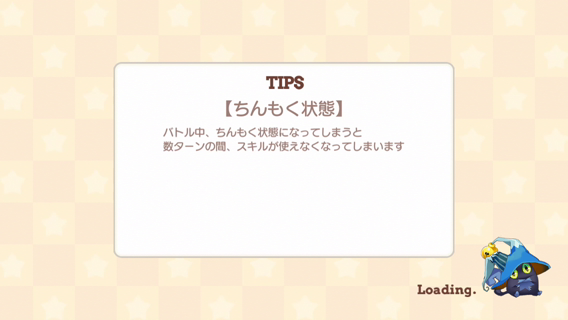 TIPS
【ちんもく状態】
バトル中、ちんもく状態になってしまうと
数ターンの間、スキルが使えなくなってしまいます
Loading.